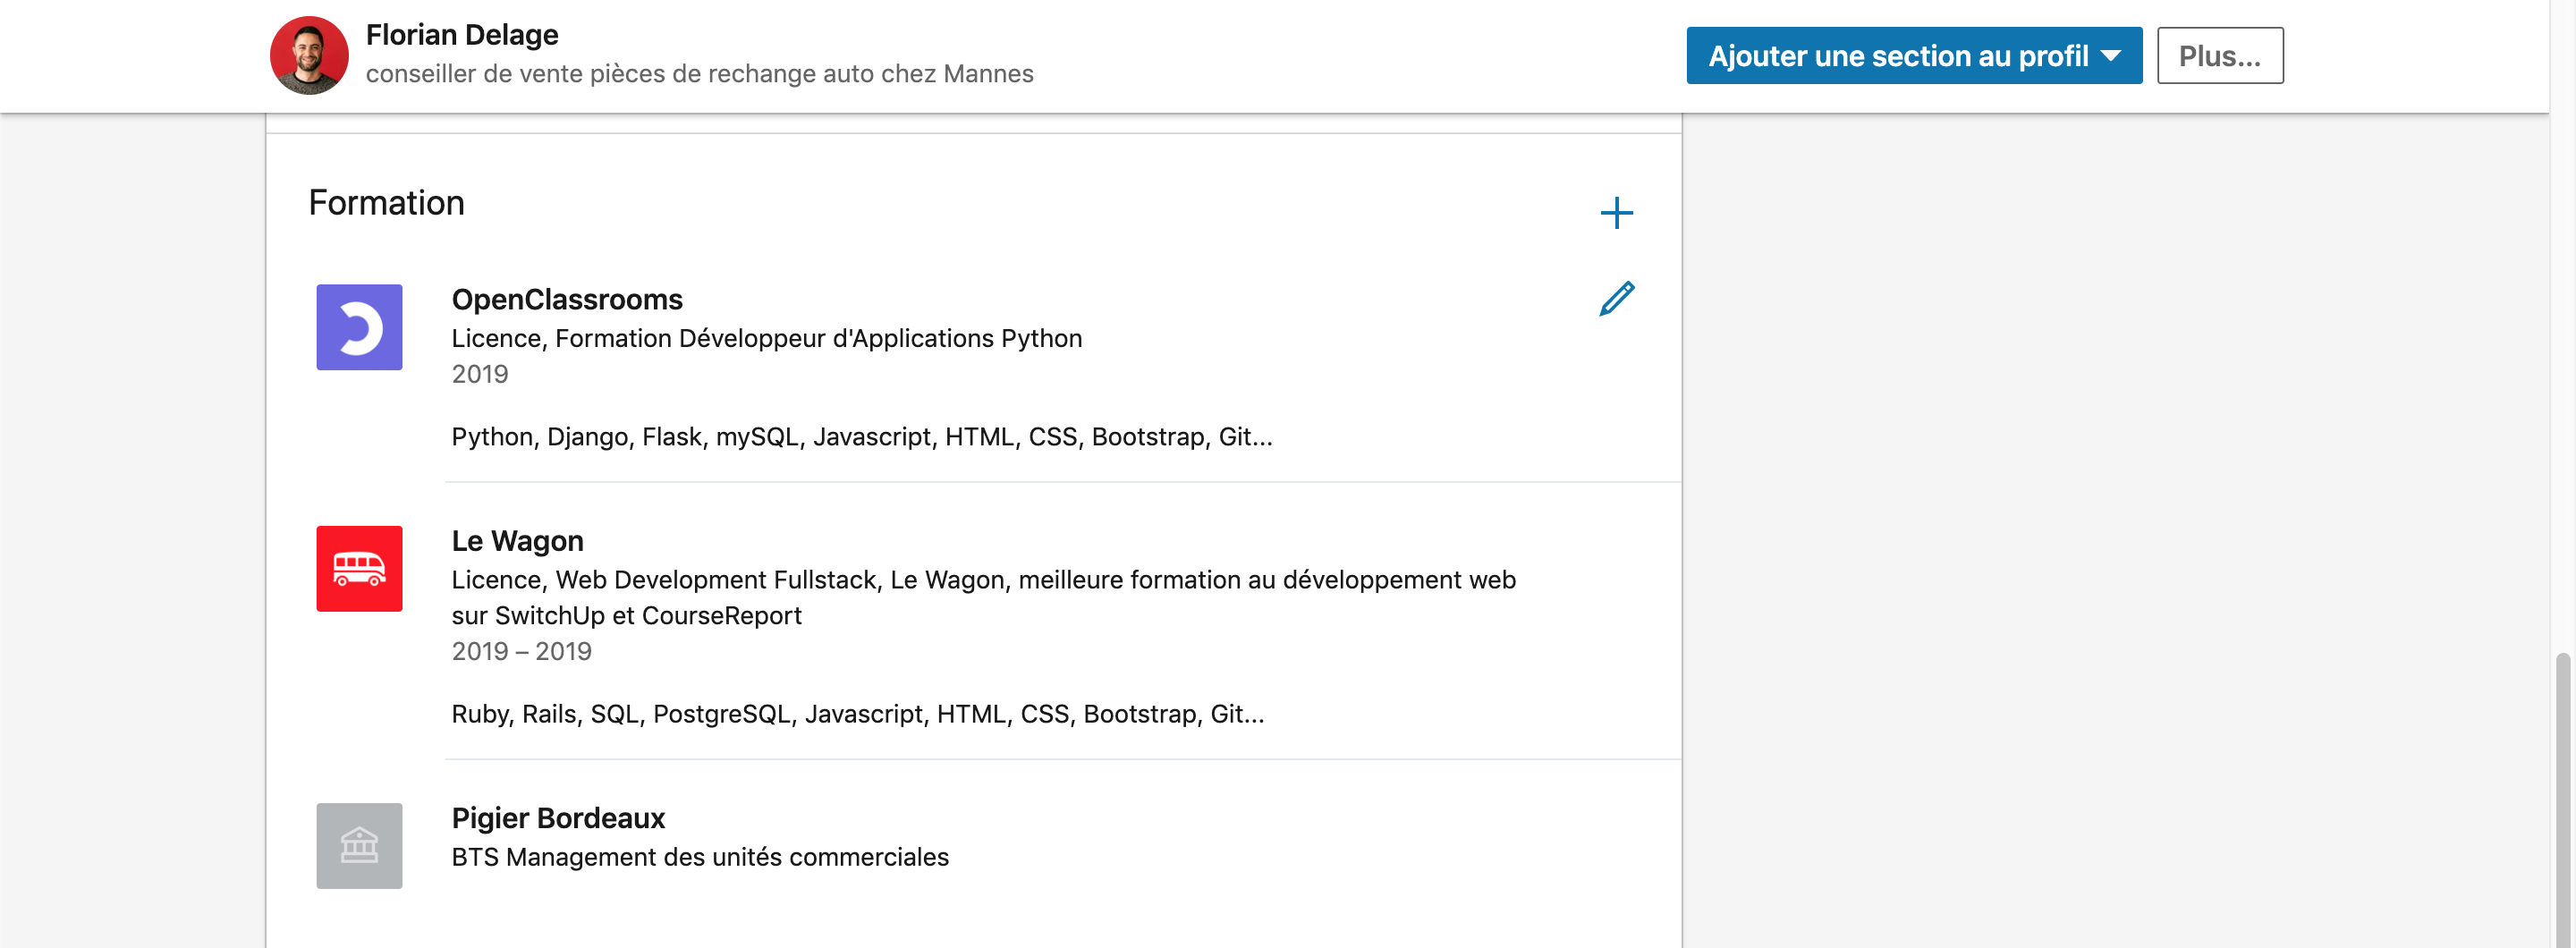 Florian Delage
conseiller de vente pièces de rechange auto chez Mannes
Ajouter une section au profil
Plus...
Formation
OpenClassrooms
Licence, Formation Développeur d'Applications Python
2019
Python, Django, Flask, mySQL, Javascript, HTML, CSS, Bootstrap, Git...
Le Wagon
Licence, Web Development Fullstack, Le Wagon, meilleure formation au développement web
sur SwitchUp et CourseReport
2019 – 2019
Ruby, Rails, SQL, PostgreSQL, Javascript, HTML, CSS, Bootstrap, Git...
Pigier Bordeaux
BTS Management des unités commerciales